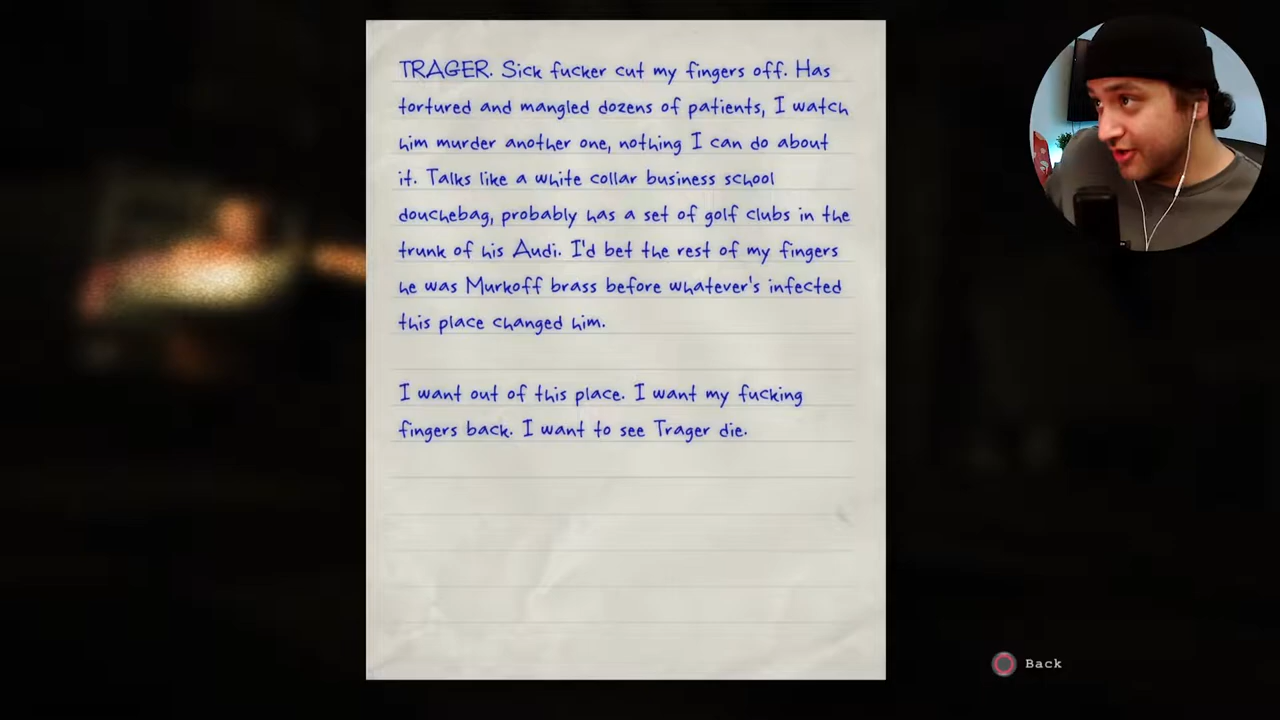 TRAGER. Sick fucker cut my fingers off. Has
tortured and mangled dozens of patients, I watch
him murder another one, nothing I can do about
it. Talks like a white collar business school
douchebag, probably has a set of golf clubs in the
trunk of his Audi. I'd bet the rest of my fingers
he was Murkoff brass before whatever's infected
this place changed him.
I want out of this place. I want my fucking
fingers back. I want to see Trager die.
Back